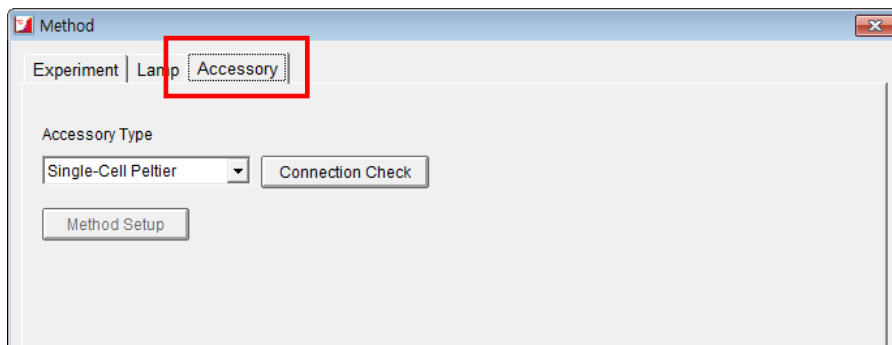 Method
Experiment Lamp Accessory
Accessory Type
Single-Cell Peltier Connection Check
Method Setup